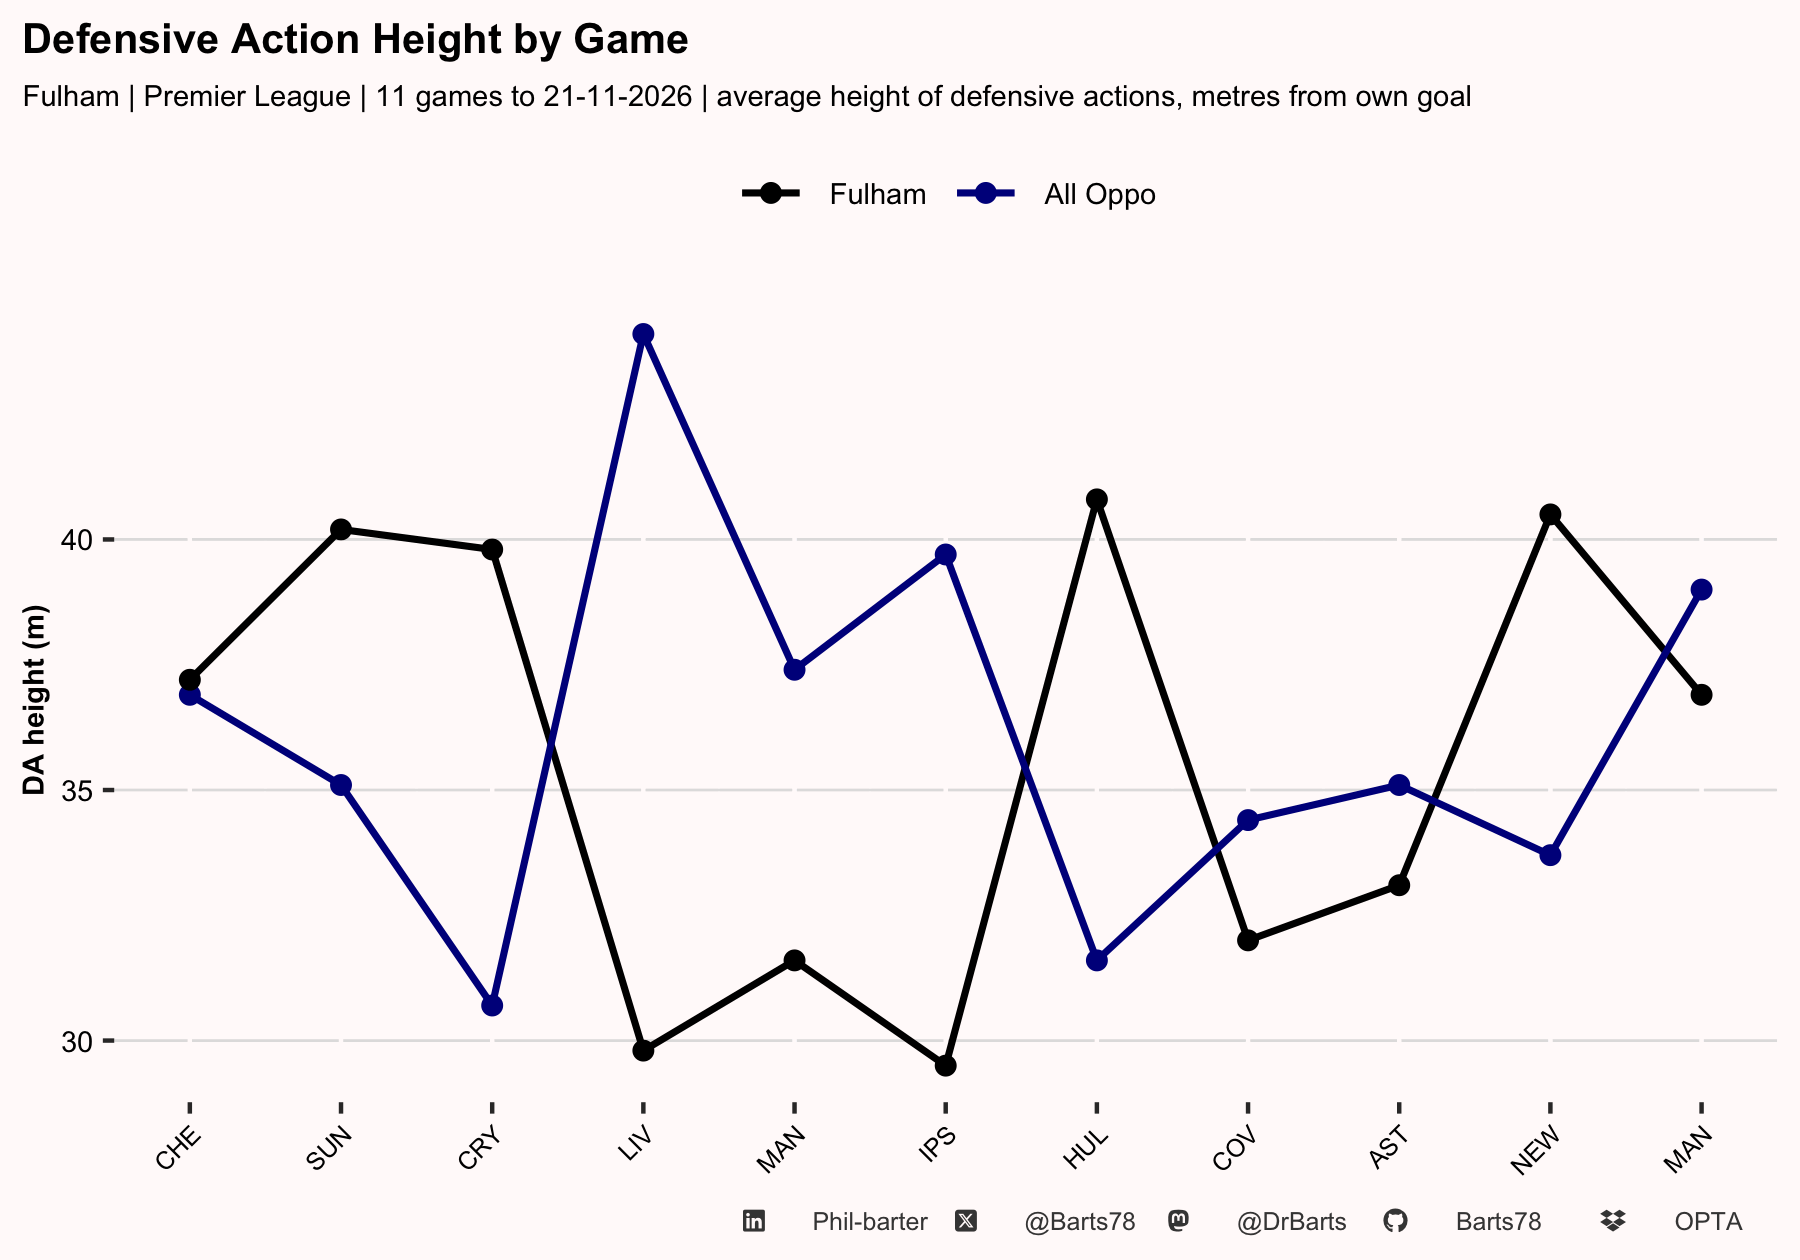 Defensive Action Height by Game
Fulham | Premier League | 11 games to 21-11-2026 | average height of defensive actions, metres from own goal
Fulham All Oppo
DA height (m)
40
35
30
CHE SUN CRY LIV MAN IPS HUL COV AST NEW MAN
Phil-barter @Barts78 @DrBarts Barts78 OPTA